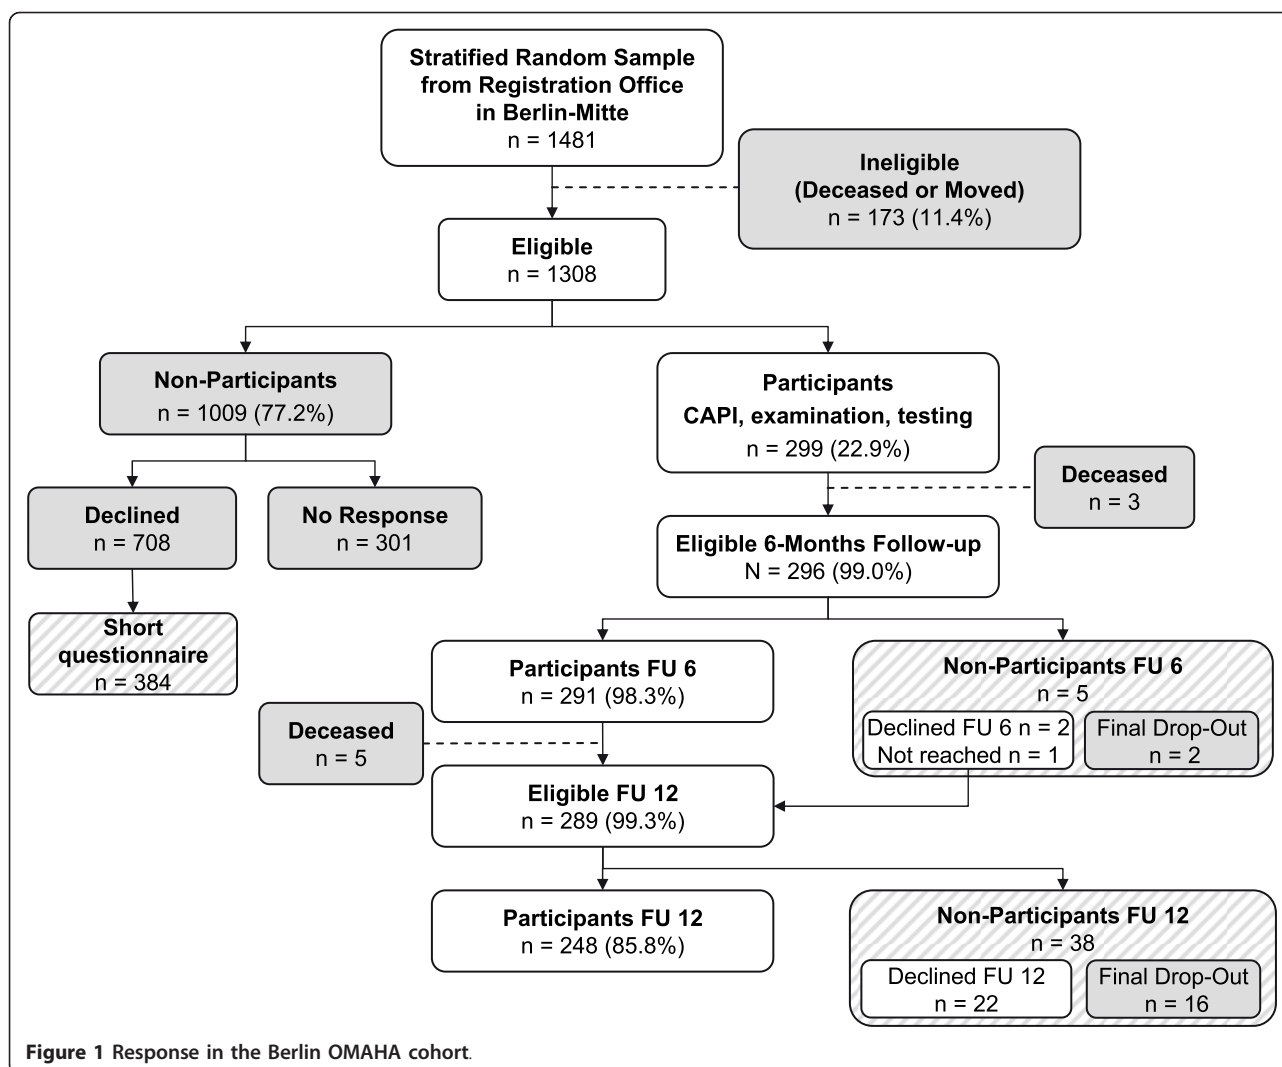 Stratified Random Sample
from Registration Office
in Berlin-Mitte
n = 1481
Ineligible
(Deceased or Moved)
n = 173 (11.4%)
Eligible
n = 1308
Non-Participants
n = 1009 (77.2%)
Participants
CAPI, examination, testing
n = 299 (22.9%)
Declined
n = 708
No Response
n = 301
Deceased
n = 3
Eligible 6-Months Follow-up
N = 296 (99.0%)
Short
questionnaire
n = 384
Participants FU 6
n = 291 (98.3%)
Non-Participants FU 6
n = 5
Declined FU 6 n = 2
Not reached n = 1
Final Drop-Out
n = 2
Deceased
n = 5
Eligible FU 12
n = 289 (99.3%)
Participants FU 12
n = 248 (85.8%)
Non-Participants FU 12
n = 38
Declined FU 12
n = 22
Final Drop-Out
n = 16
Figure 1 Response in the Berlin OMAHA cohort.